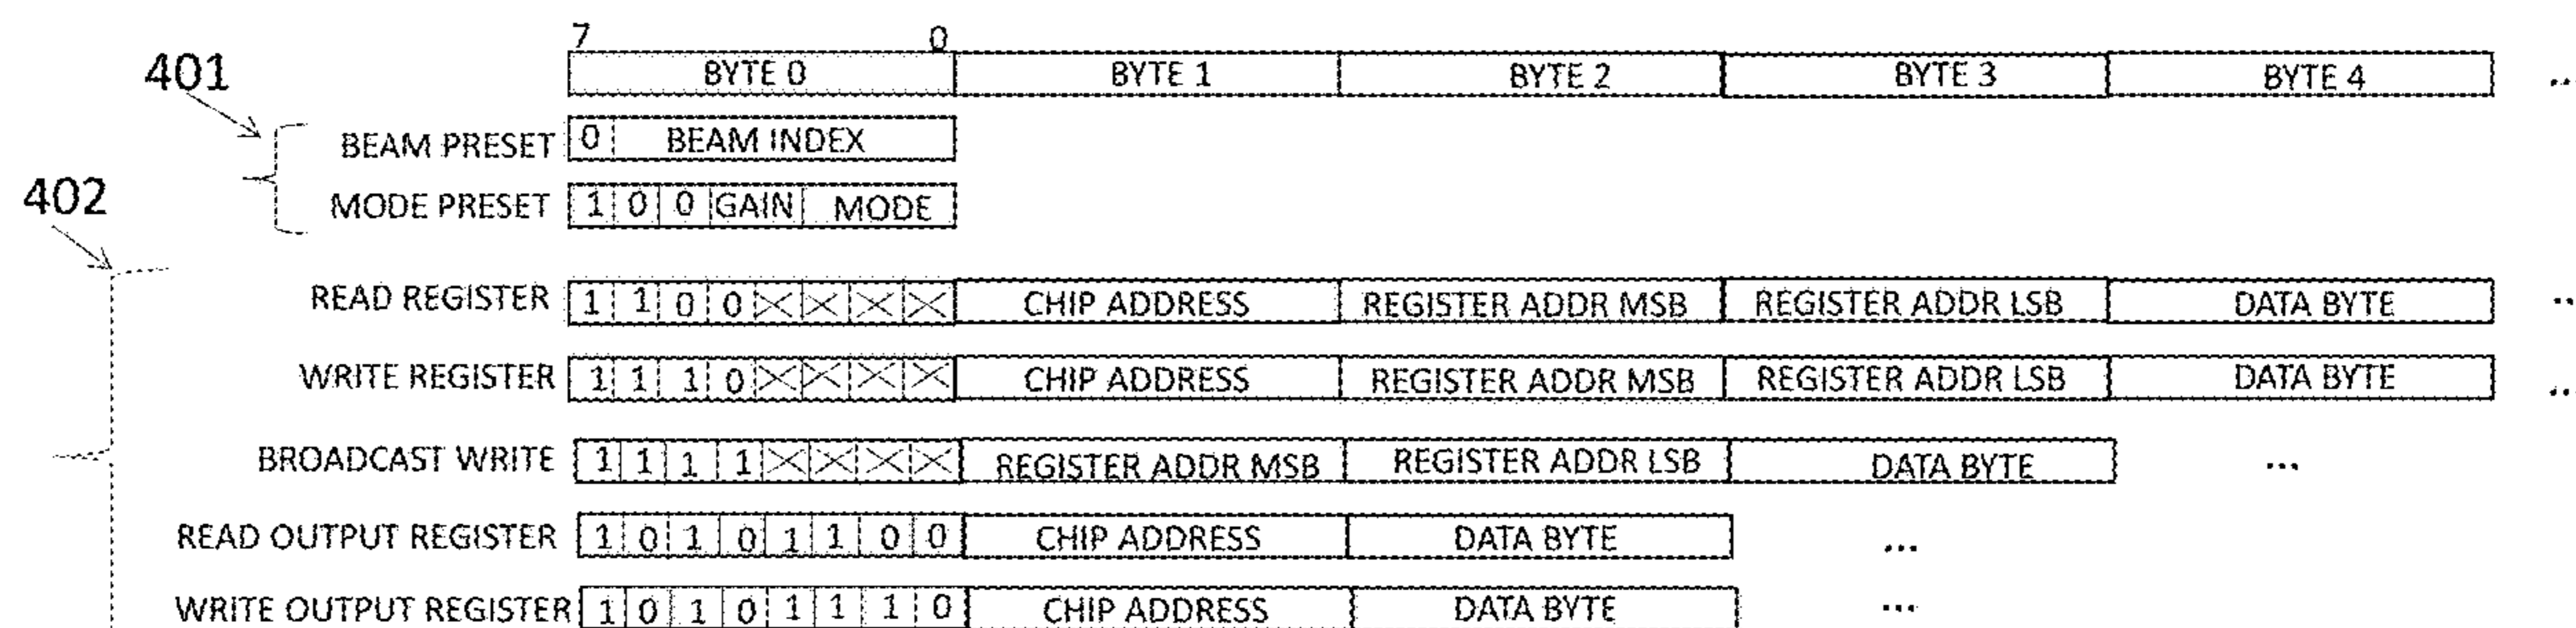 7 0
401 BYTE 0 BYTE 1 BYTE 2 BYTE 3 BYTE 4 ..
BEAM PRESET 0 BEAM INDEX
402 MODE PRESET 1 0 0 GAIN MODE
READ REGISTER 1 1 0 0 CHIP ADDRESS REGISTER ADDR MSB REGISTER ADDR LSB DATA BYTE ..
WRITE REGISTER 1 1 1 0 CHIP ADDRESS REGISTER ADDR MSB REGISTER ADDR LSB DATA BYTE ..
BROADCAST WRITE 1 1 1 1 REGISTER ADDR MSB REGISTER ADDR LSB DATA BYTE ...
READ OUTPUT REGISTER 1 0 1 0 1 1 0 0 CHIP ADDRESS DATA BYTE ...
WRITE OUTPUT REGISTER 1 0 1 0 1 1 1 0 CHIP ADDRESS DATA BYTE ...